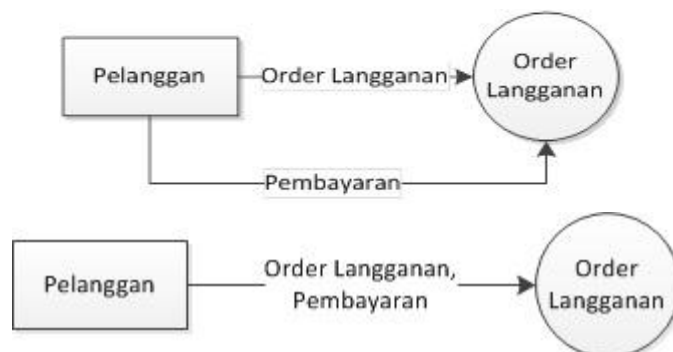 Pelanggan
Order Langganan
Order
Langganan
Pembayaran
Pelanggan
Order Langganan,
Pembayaran
Order
Langganan